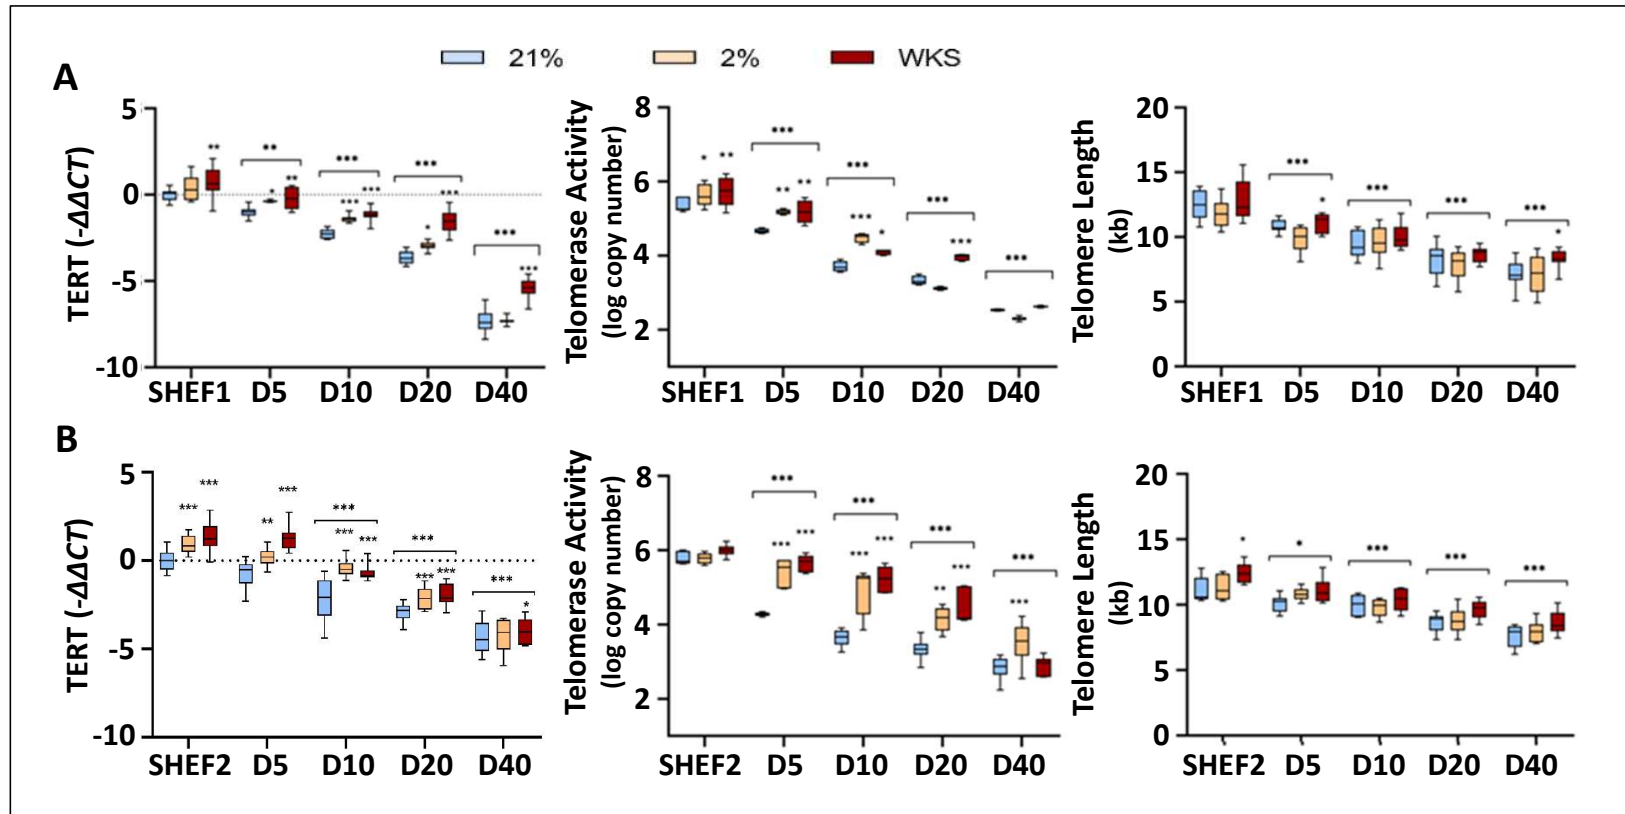 21% 2% WKS
A
TERT (-ΔΔCT)
5
0
-5
-10
** ** * ** *** *** *** *** * *** *** ***
SHEF1 D5 D10 D20 D40
Telomerase Activity
(log copy number)
8
6
4
2
* ** *** ** ** *** *** * *** *** ***
SHEF1 D5 D10 D20 D40
Telomere Length
(kb)
20
15
10
5
0
*** * *** *** *** *
SHEF1 D5 D10 D20 D40
B
TERT (-ΔΔCT)
5
0
-5
-10
*** *** ** *** *** *** *** *** *** *** *** *
SHEF2 D5 D10 D20 D40
Telomerase Activity
(log copy number)
8
6
4
2
*** *** *** *** *** *** *** ** *** *** ***
SHEF2 D5 D10 D20 D40
Telomere Length
(kb)
20
15
10
5
0
* * *** *** ***
SHEF2 D5 D10 D20 D40